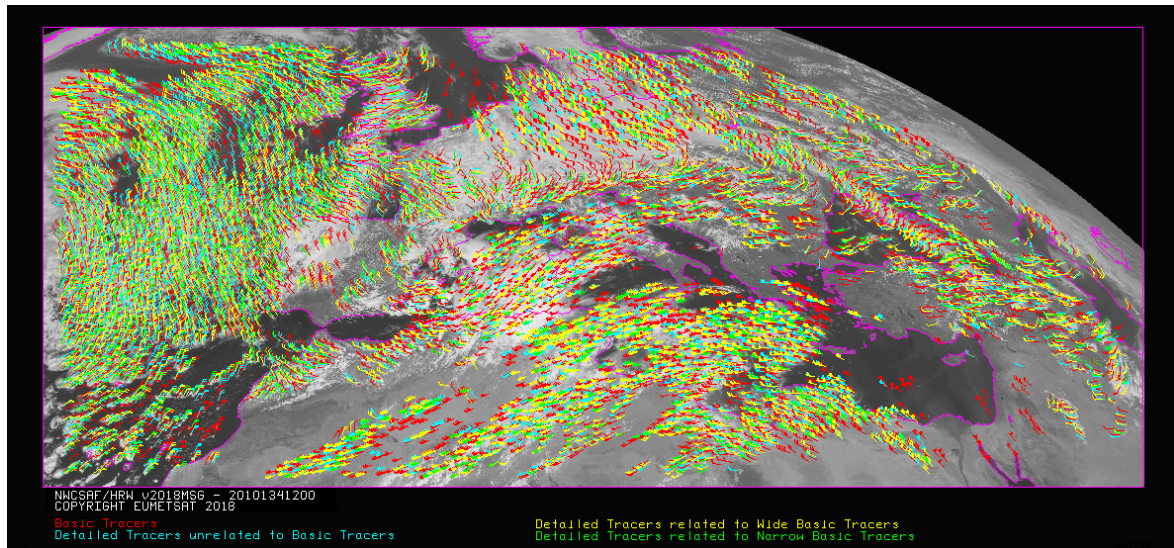 NWCSAF/HRW v2018MSG - 20101341200
COPYRIGHT EUMETSAT 2018
Basic Tracers
Detailed Tracers unrelated to Basic Tracers
Detailed Tracers related to Wide Basic Tracers
Detailed Tracers related to Narrow Basic Tracers